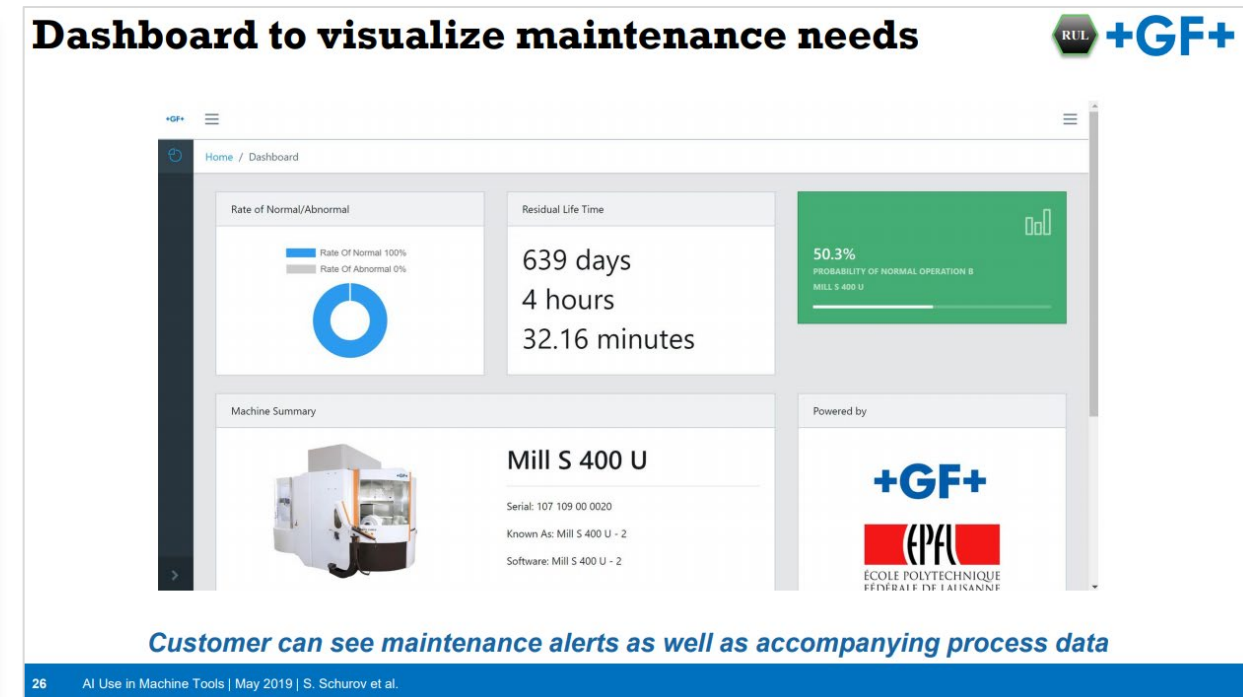 Dashboard to visualize maintenance needs
RUL
+GF+
+GF+
Home / Dashboard
Rate of Normal/Abnormal
Rate Of Normal 100%
Rate Of Abnormal 0%
Residual Life Time
639 days
4 hours
32.16 minutes
50.3%
PROBABILITY OF NORMAL OPERATION B
MILL S 400 U
Machine Summary
+GF+
Mill S 400 U
Serial: 107 109 00 0020
Known As: Mill S 400 U - 2
Software: Mill S 400 U - 2
Powered by
+GF+
EPFL
ÉCOLE POLYTECHNIQUE
FÉDÉRALE DE LAUSANNE
Customer can see maintenance alerts as well as accompanying process data
26 AI Use in Machine Tools | May 2019 | S. Schurov et al.